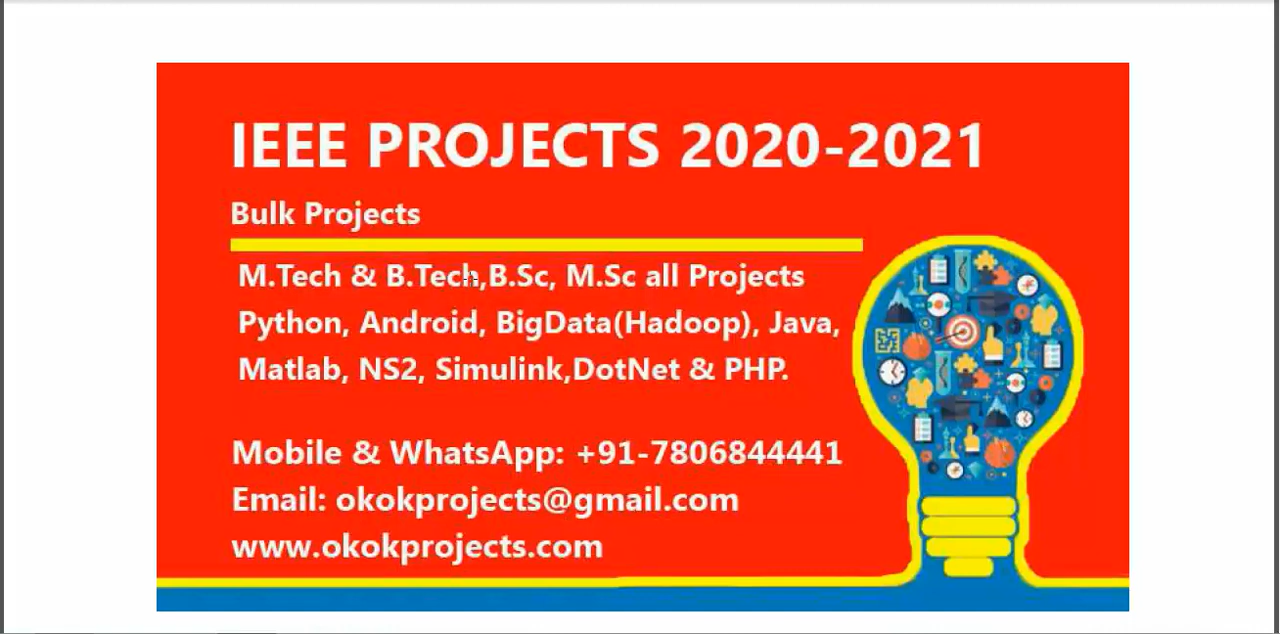 IEEE PROJECTS 2020-2021
Bulk Projects
M.Tech & B.Tech,B.Sc, M.Sc all Projects
Python, Android, BigData(Hadoop), Java,
Matlab, NS2, Simulink,DotNet & PHP.
Mobile & WhatsApp: +91-7806844441
Email: okokprojects@gmail.com
www.okokprojects.com